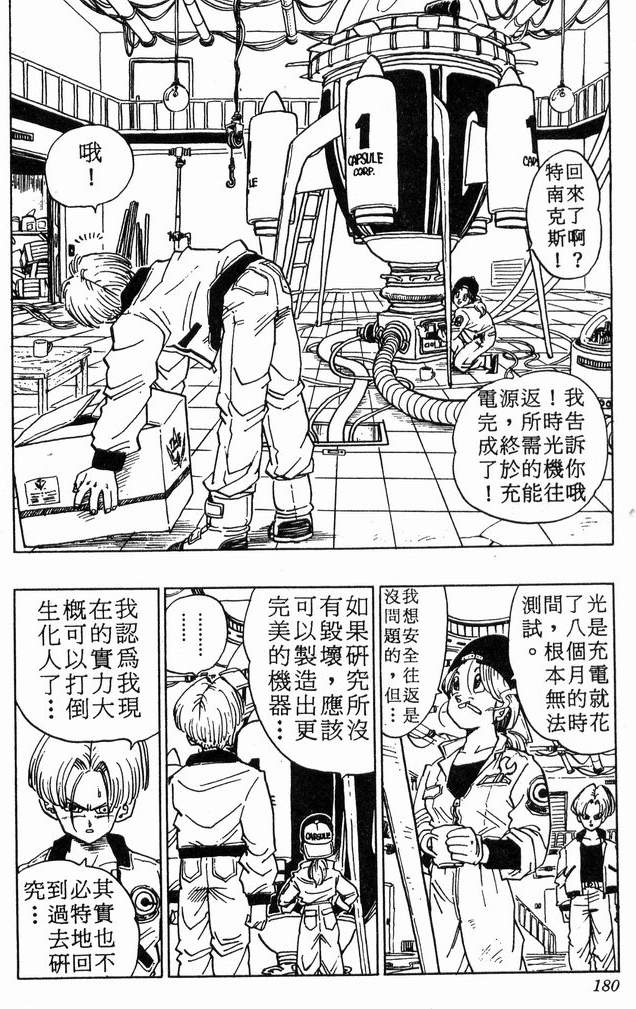 回來了啊？
特南克斯！
哦！
1
CAPSULE
CORP.
我告訴你哦
！時光機往
返所需的能
源，終於充
電完成了！
光是充電就花
了八個月的時
間，根本無法
測試。
我想安全往返是
沒問題的，但…
如果研究所沒
有毀壞，應該
可以製造出更
完美的機器…
……
CAPSULE
我認爲我現
在的實力大
概可以打倒
生化人了…
其實也不
必特地回
到過去研
究…
180